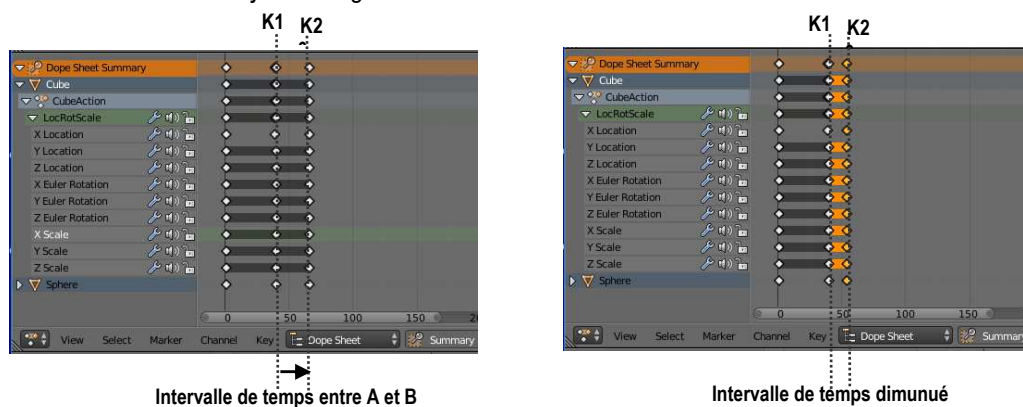 K1 K2
Dope Sheet Summary
Cube
CubeAction
LocRotScale
X Location
Y Location
Z Location
X Euler Rotation
Y Euler Rotation
Z Euler Rotation
X Scale
Y Scale
Z Scale
Sphere
0 50 100 150
View Select Marker Channel Key Dope Sheet Summary
Intervalle de temps entre A et B
K1 K2
Dope Sheet Summary
Cube
CubeAction
LocRotScale
X Location
Y Location
Z Location
X Euler Rotation
Y Euler Rotation
Z Euler Rotation
X Scale
Y Scale
Z Scale
Sphere
0 50 100 150
View Select Marker Channel Key Dope Sheet Summar
Intervalle de temps dimunué